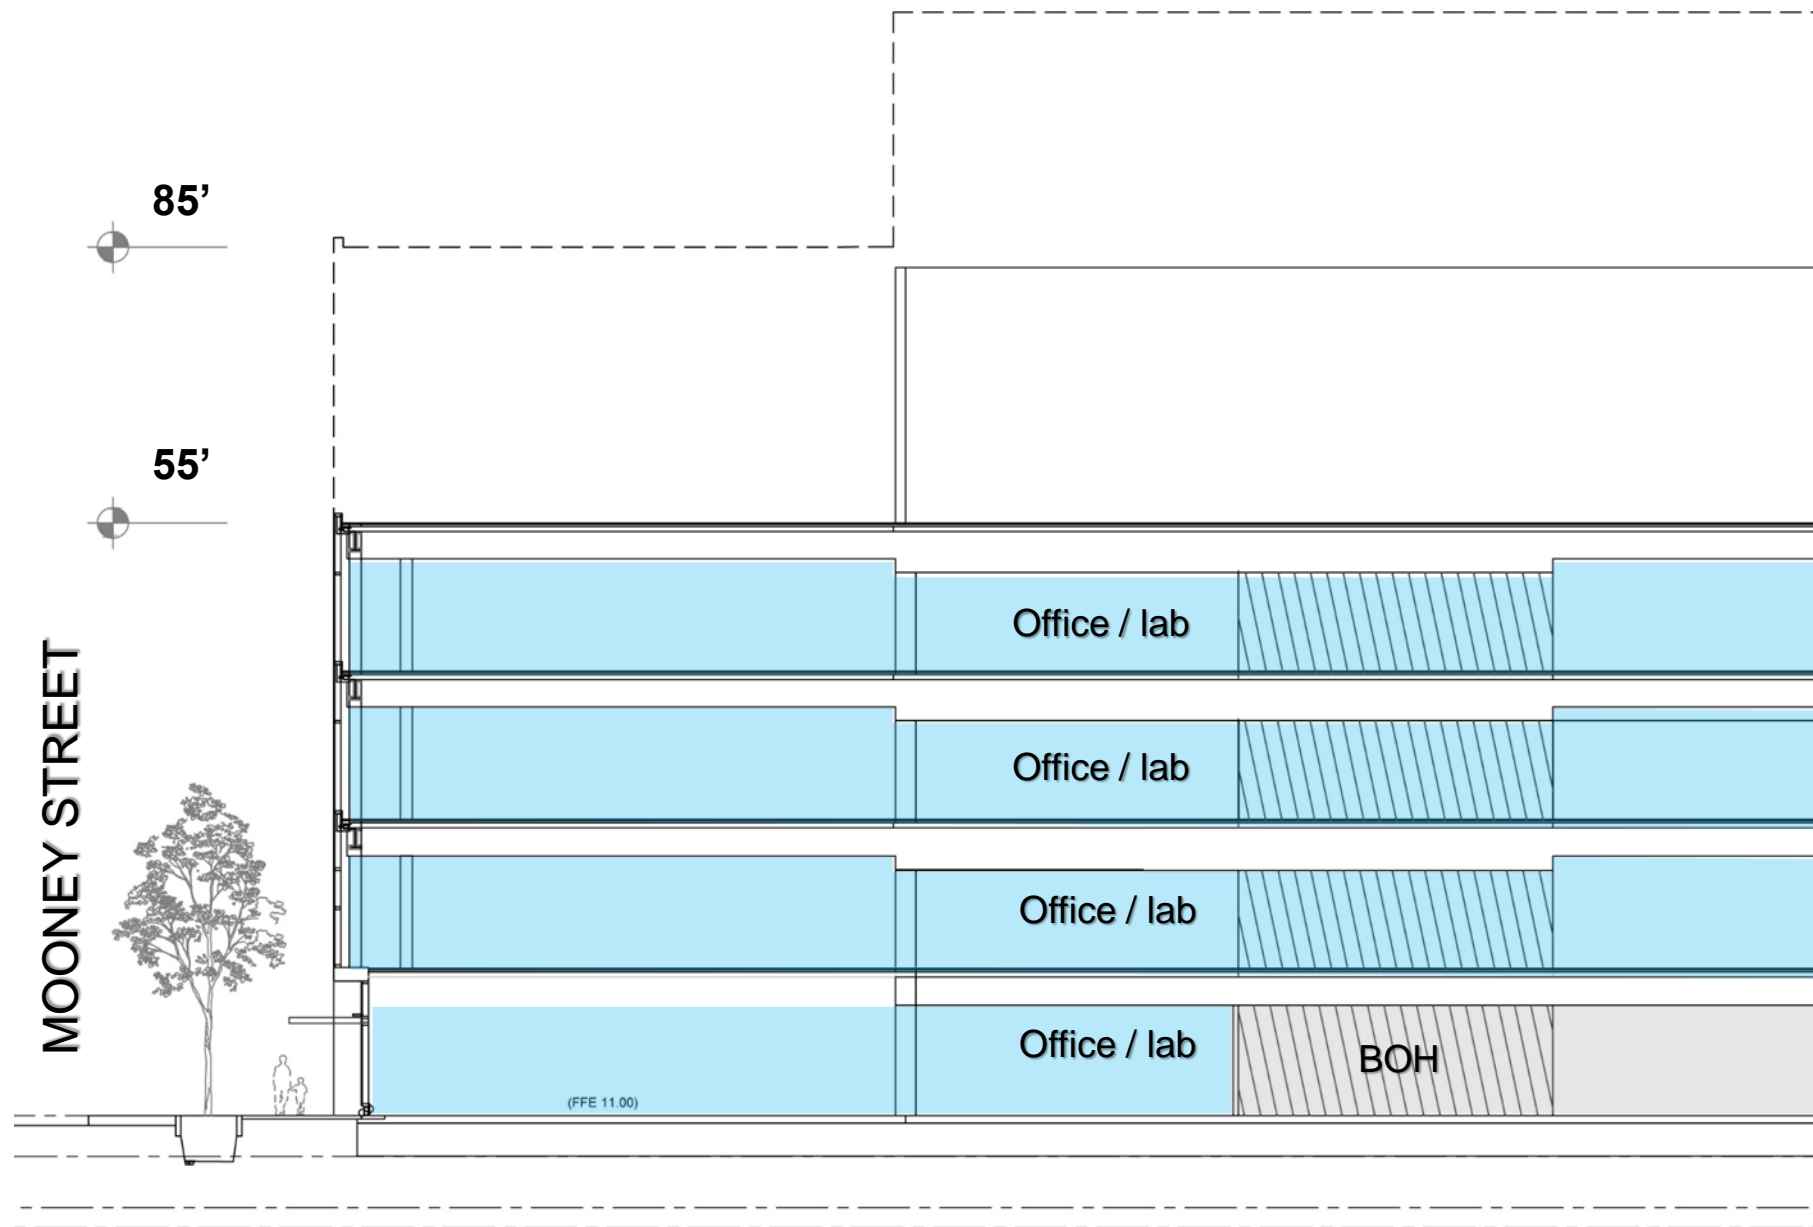 85’
55’
MOONEY STREET
Office / lab
Office / lab
Office / lab
Office / lab
BOH
(FFE 11.00)